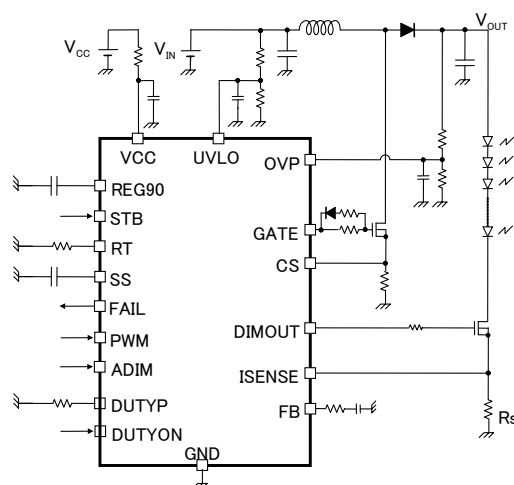 VCC
VIN
VOUT
VCC
UVLO
OVP
REG90
STB
GATE
RT
CS
SS
FAIL
DIMOUT
PWM
ADIM
ISENSE
DUTYP
FB
DUTYON
GND
Rs